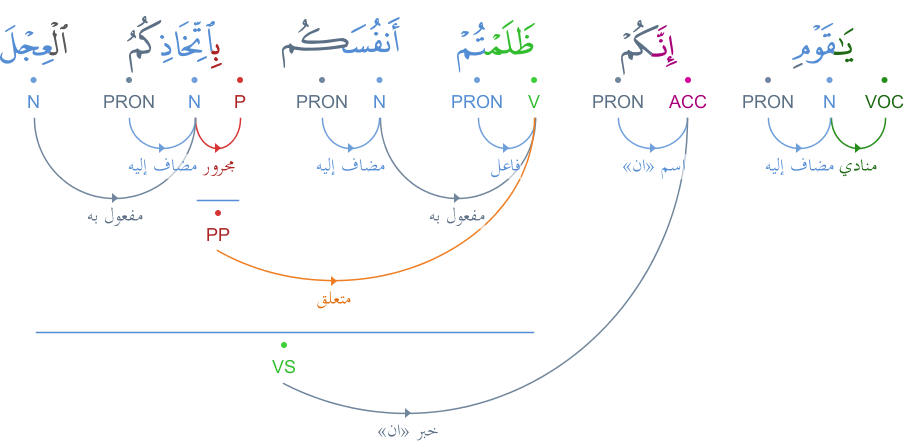 يَـٰقَوْمِ إِنَّكُمْ ظَلَمْتُمْ أَنفُسَكُم بِٱتِّخَاذِكُمُ ٱلْعِجْلَ
VOC N PRON ACC PRON V PRON N PRON P N PRON N
منادي مضاف إليه اسم «ان» فاعل مضاف إليه مجرور مضاف إليه
مفعول به مفعول به
PP
متعلق
VS
خبر «ان»